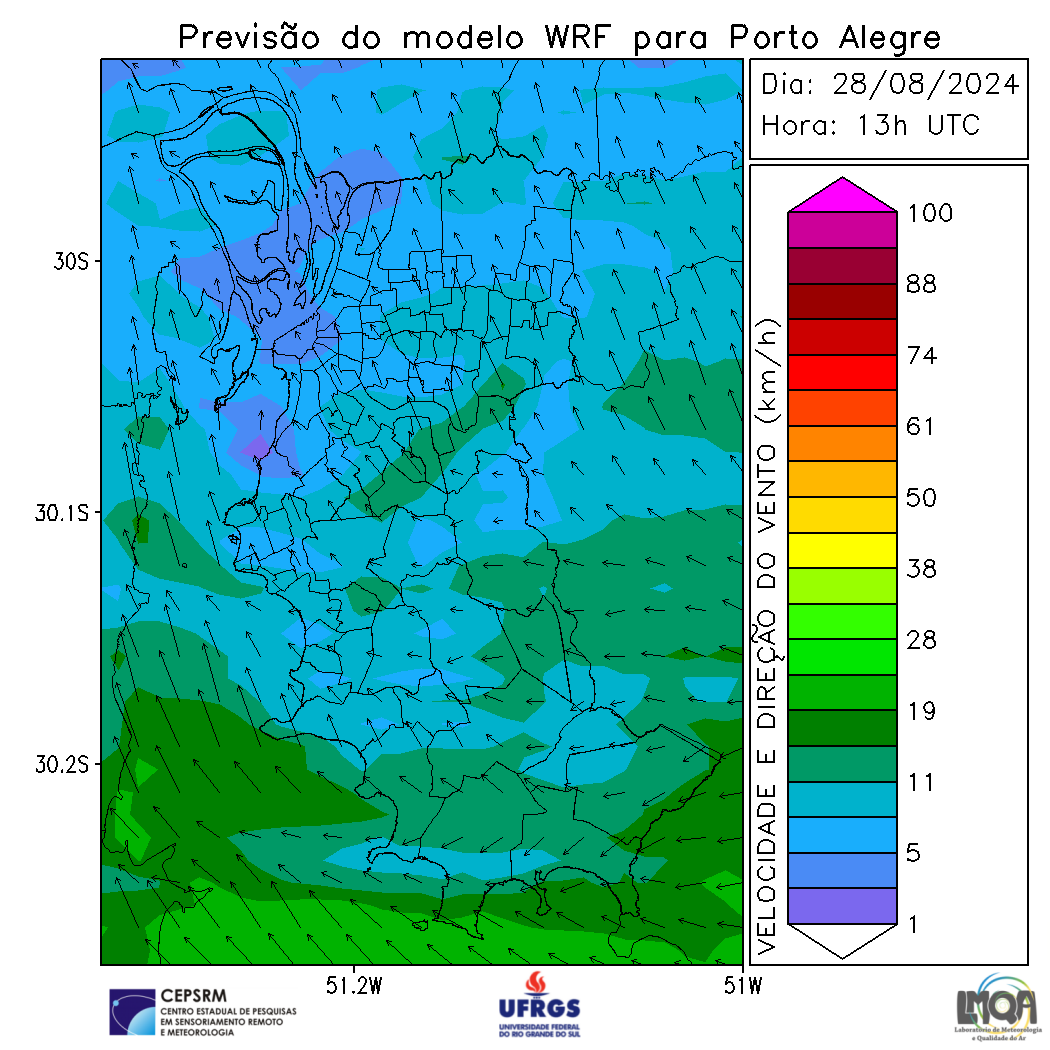 Previsão do modelo WRF para Porto Alegre
Dia: 28/08/2024
Hora: 13h UTC
30S
30.1S
30.2S
51.2W
51W
VELOCIDADE E DIREÇÃO DO VENTO (km/h)
100
88
74
61
50
38
28
19
11
5
1
CEPSRM
CENTRO ESTADUAL DE PESQUISAS
EM SENSORIAMENTO REMOTO
E METEOROLOGIA
UFRGS
UNIVERSIDADE FEDERAL
DO RIO GRANDE DO SUL
LMQA
Laboratório de Meteorologia
e Qualidade do Ar